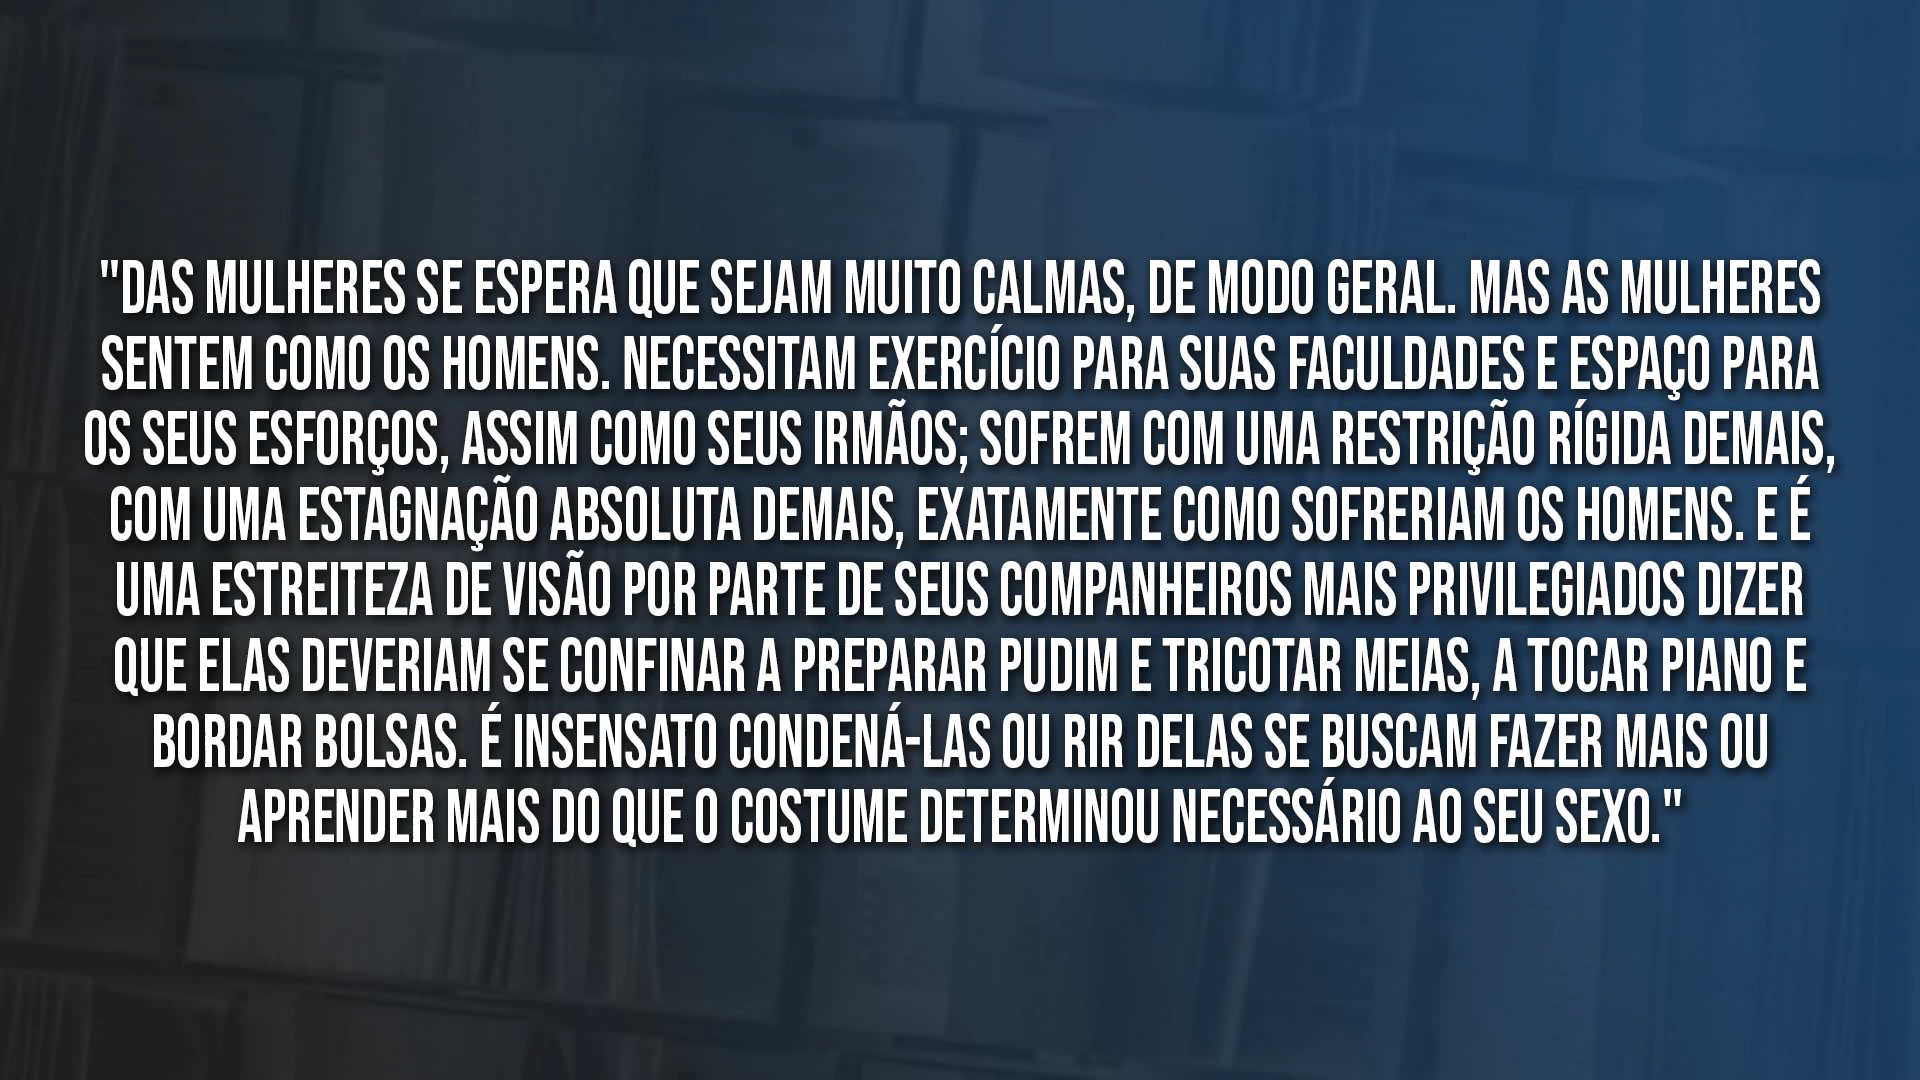 "DAS MULHERES SE ESPERA QUE SEJAM MUITO CALMAS, DE MODO GERAL. MAS AS MULHERES
SENTEM COMO OS HOMENS. NECESSITAM EXERCÍCIO PARA SUAS FACULDADES E ESPAÇO PARA
OS SEUS ESFORÇOS, ASSIM COMO SEUS IRMÃOS; SOFREM COM UMA RESTRIÇÃO RÍGIDA DEMAIS,
COM UMA ESTAGNAÇÃO ABSOLUTA DEMAIS, EXATAMENTE COMO SOFRERIAM OS HOMENS. E É
UMA ESTREITEZA DE VISÃO POR PARTE DE SEUS COMPANHEIROS MAIS PRIVILEGIADOS DIZER
QUE ELAS DEVERIAM SE CONFINAR A PREPARAR PUDIM E TRICOTAR MEIAS, A TOCAR PIANO E
BORDAR BOLSAS. É INSENSATO CONDENÁ-LAS OU RIR DELAS SE BUSCAM FAZER MAIS OU
APRENDER MAIS DO QUE O COSTUME DETERMINOU NECESSÁRIO AO SEU SEXO."